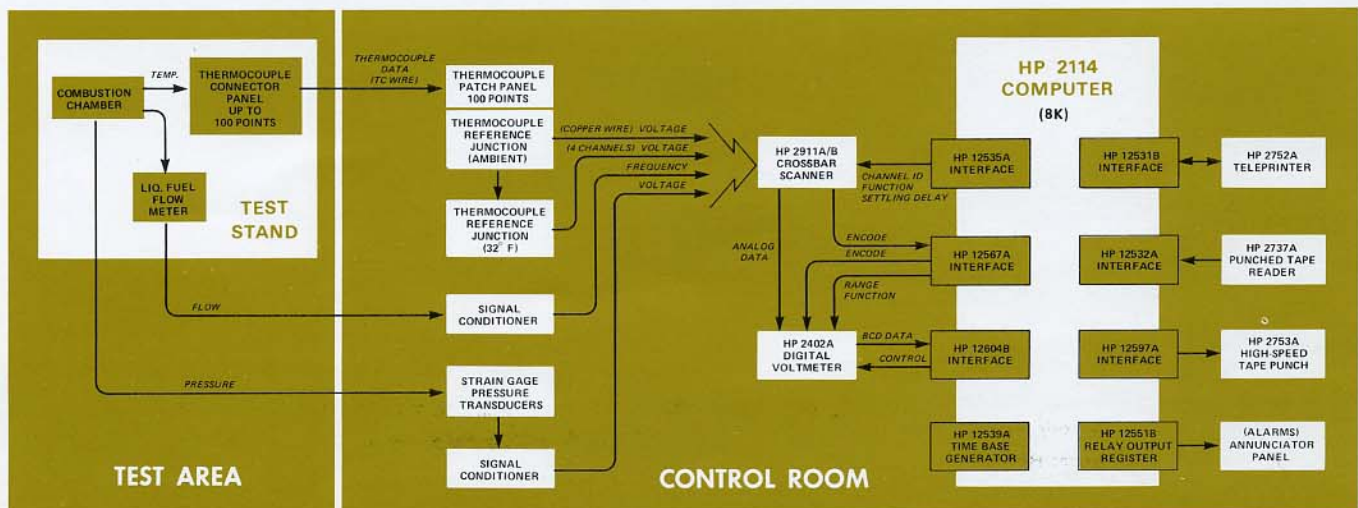 COMBUSTION
CHAMBER
TEMP.
THERMOCOUPLE
CONNECTOR
PANEL
UP TO
100 POINTS
LIQ. FUEL
FLOW
METER
TEST
STAND
TEST AREA
THERMOCOUPLE
DATA
(TC WIRE)
THERMOCOUPLE
PATCH PANEL
100 POINTS
THERMOCOUPLE
REFERENCE
JUNCTION
(AMBIENT)
THERMOCOUPLE
REFERENCE
JUNCTION
(32° F)
FLOW
SIGNAL
CONDITIONER
PRESSURE
STRAIN GAGE
PRESSURE
TRANSDUCERS
SIGNAL
CONDITIONER
(COPPER WIRE) VOLTAGE
(4 CHANNELS) VOLTAGE
FREQUENCY
VOLTAGE
HP 2911A/B
CROSSBAR
SCANNER
CHANNEL ID
FUNCTION
SETTLING DELAY
ANALOG
DATA
ENCODE
ENCODE
RANGE
FUNCTION
HP 2402A
DIGITAL
VOLTMETER
BCD DATA
CONTROL
HP 2114
COMPUTER
(8K)
HP 12535A
INTERFACE
HP 12567A
INTERFACE
HP 12604B
INTERFACE
HP 12539A
TIME BASE
GENERATOR
HP 12531B
INTERFACE
HP 12532A
INTERFACE
HP 12597A
INTERFACE
HP 12551B
RELAY OUTPUT
REGISTER
HP 2752A
TELEPRINTER
HP 2737A
PUNCHED TAPE
READER
HP 2753A
HIGH-SPEED
TAPE PUNCH
(ALARMS)
ANNUNCIATOR
PANEL
CONTROL ROOM